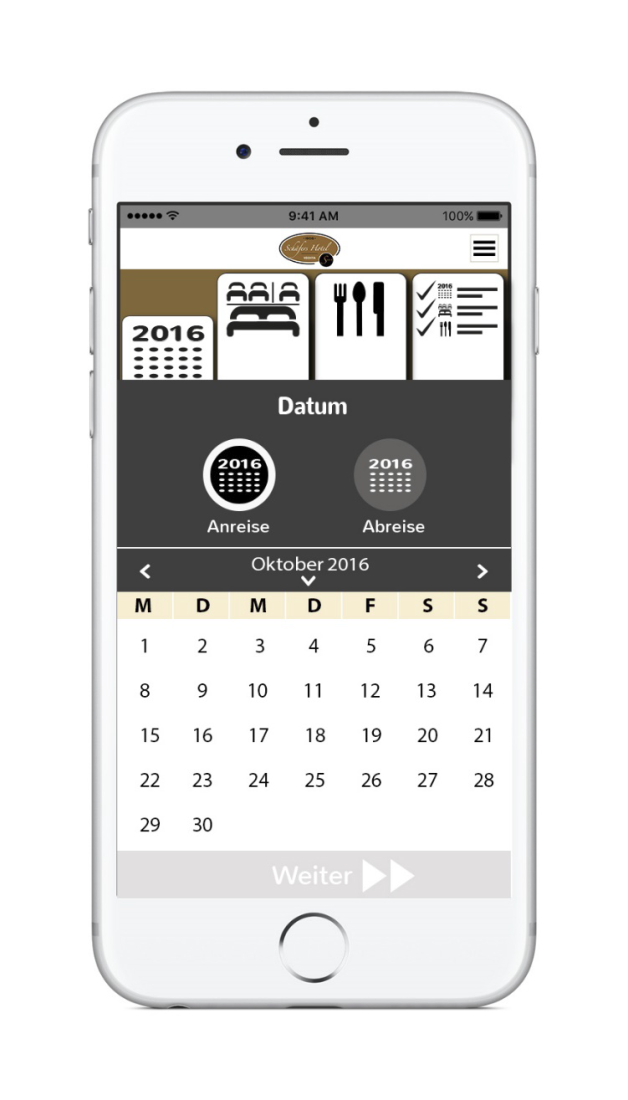 9:41 AM 100%
Schäfers Hotel
2016
2016
Datum
2016 2016
Anreise Abreise
Oktober 2016
M D M D F S S
1 2 3 4 5 6 7
8 9 10 11 12 13 14
15 16 17 18 19 20 21
22 23 24 25 26 27 28
29 30
Weiter